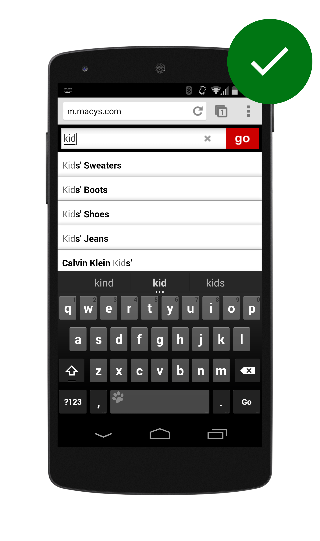 m.macys.com
1
kid
go
Kids' Sweaters
Kids' Boots
Kids' Shoes
Kids' Jeans
Calvin Klein Kids'
kind kid kids
q w e r t y u i o p
a s d f g h j k l
z x c v b n m
?123 , . Go